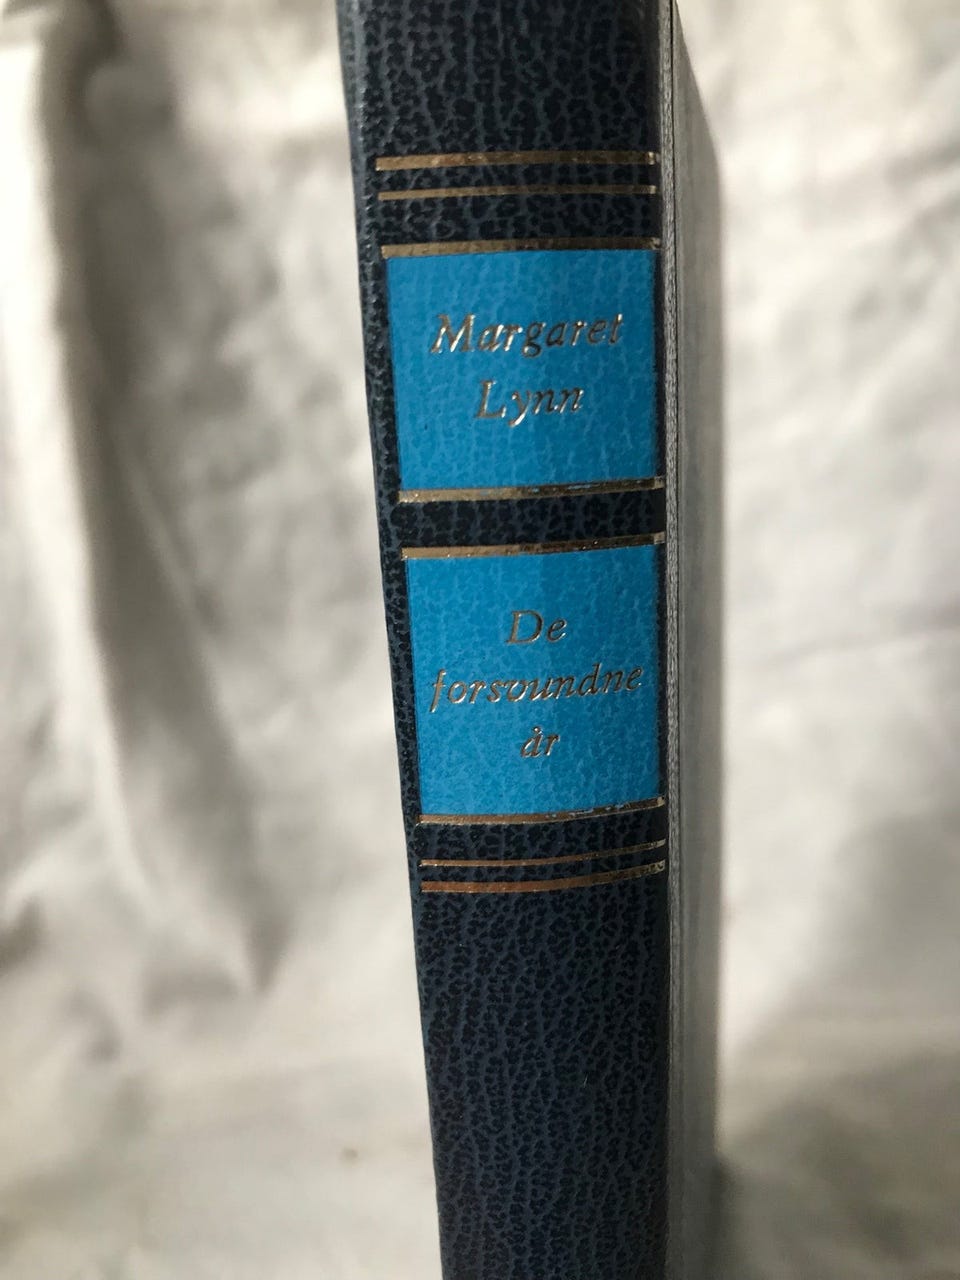 Margaret
Lynn
De
forsvundne
år